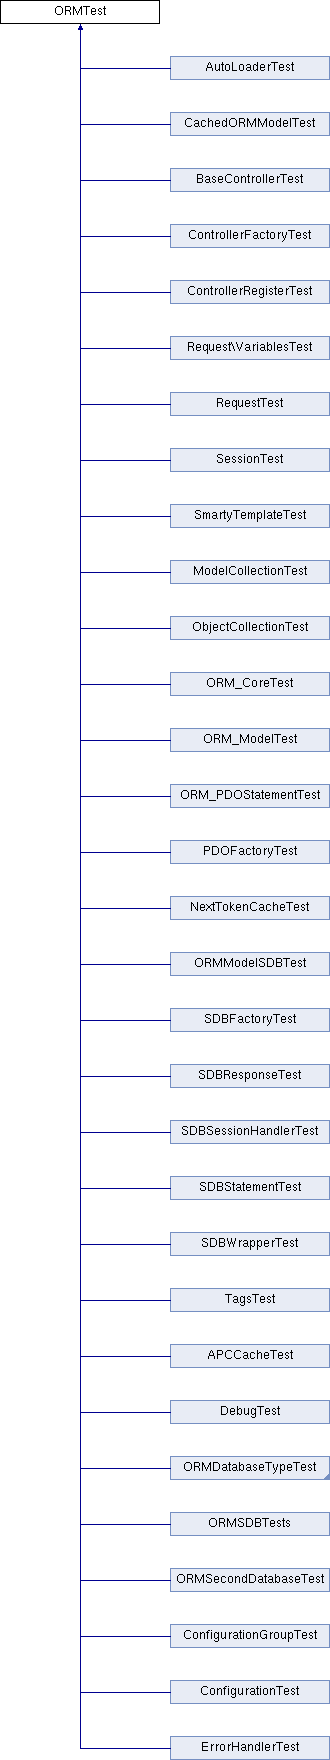 ORMTest
AutoLoaderTest
CachedORMModelTest
BaseControllerTest
ControllerFactoryTest
ControllerRegisterTest
Request\VariablesTest
RequestTest
SessionTest
SmartyTemplateTest
ModelCollectionTest
ObjectCollectionTest
ORM_CoreTest
ORM_ModelTest
ORM_PDOStatementTest
PDOFactoryTest
NextTokenCacheTest
ORMModelSDBTest
SDBFactoryTest
SDBResponseTest
SDBSessionHandlerTest
SDBStatementTest
SDBWrapperTest
TagsTest
APCCacheTest
DebugTest
ORMDatabaseTypeTest
ORMSDBTests
ORMSecondDatabaseTest
ConfigurationGroupTest
ConfigurationTest
ErrorHandlerTest